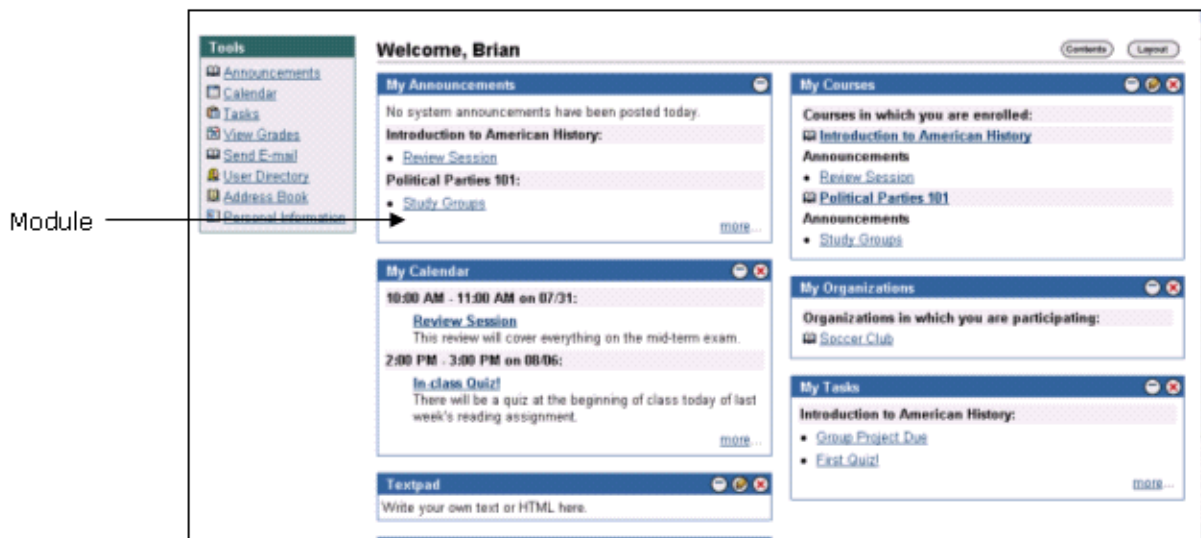 Module
Tools
Announcements
Calendar
Tasks
View Grades
Send E-mail
User Directory
Address Book
Personal Information
Welcome, Brian
Contents
Layout
My Announcements
No system announcements have been posted today.
Introduction to American History:
• Review Session
Political Parties 101:
• Study Groups
more...
My Calendar
10:00 AM - 11:00 AM on 07/31:
Review Session
This review will cover everything on the mid-term exam.
2:00 PM - 3:00 PM on 08/06:
In-class Quiz!
There will be a quiz at the beginning of class today of last
week's reading assignment.
more...
Textpad
Write your own text or HTML here.
My Courses
Courses in which you are enrolled:
Introduction to American History
Announcements
• Review Session
Political Parties 101
Announcements
• Study Groups
My Organizations
Organizations in which you are participating:
Soccer Club
My Tasks
Introduction to American History:
• Group Project Due
• First Quiz!
more...